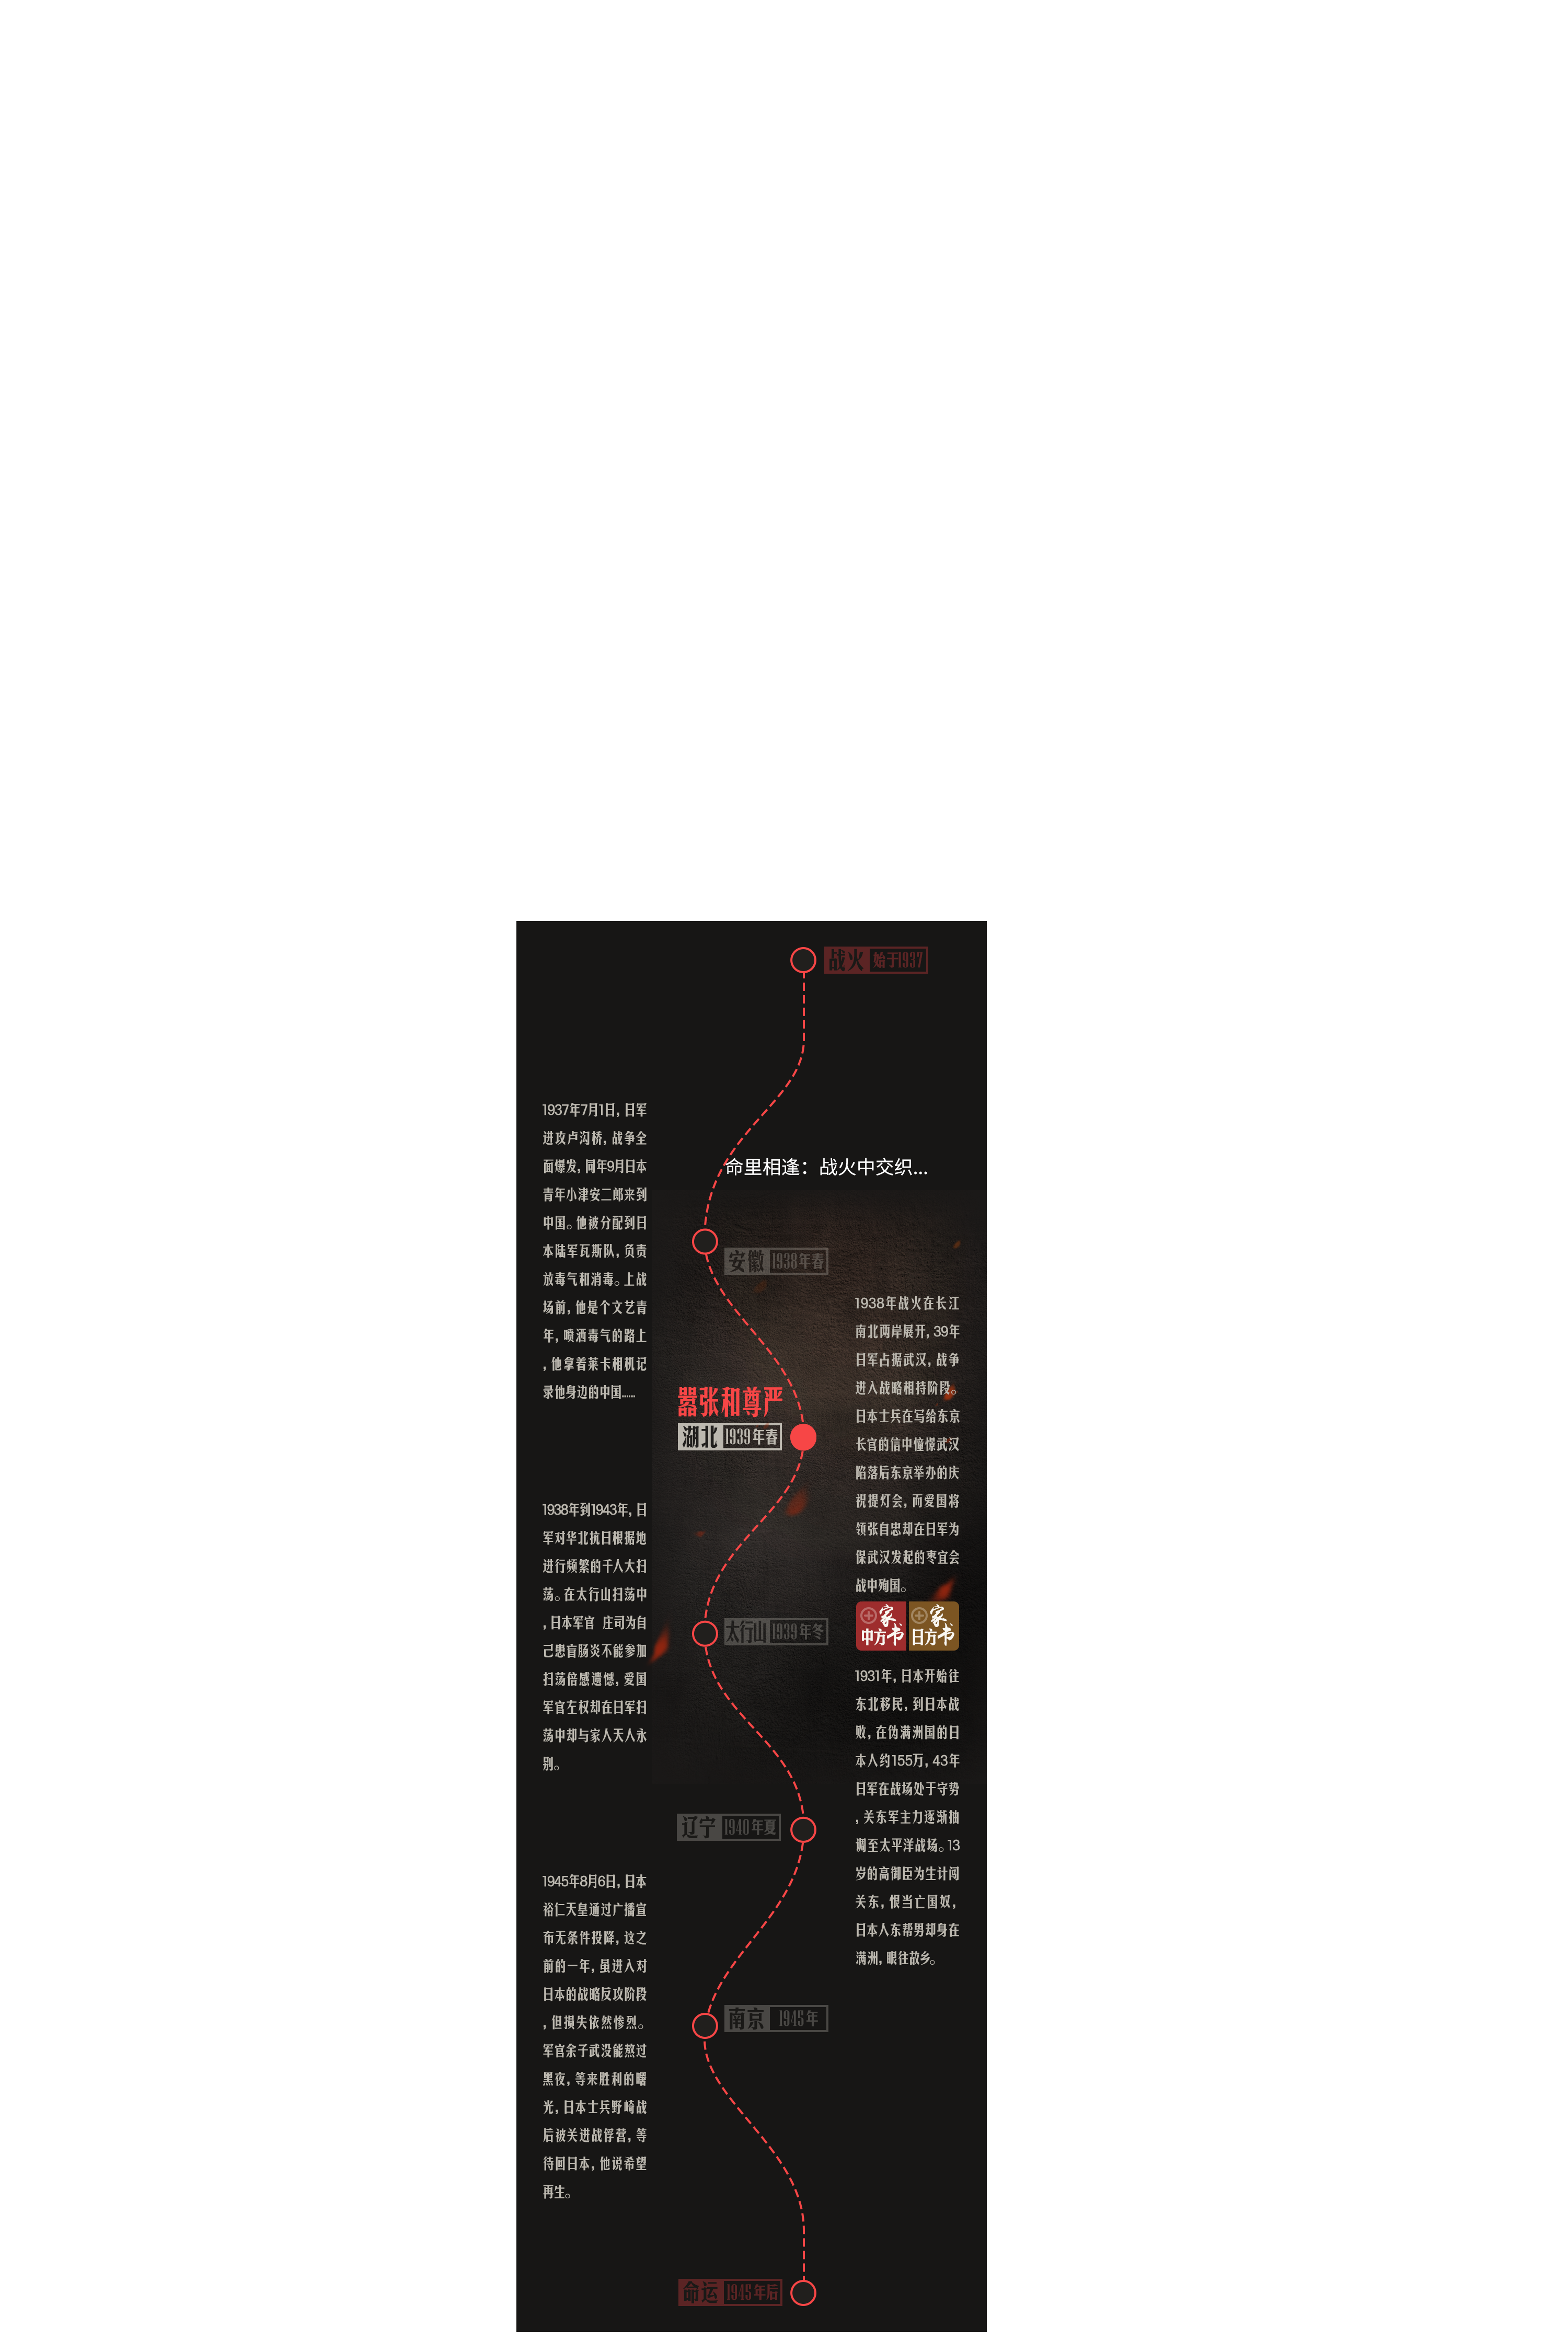 战火 始于1937
1937年7月1日，日军
进攻卢沟桥，战争全
面爆发，同年9月日本
青年小津安二郎来到
中国。他被分配到日
本陆军瓦斯队，负责
放毒气和消毒。上战
场前，他是个文艺青
年，喷洒毒气的路上
，他拿着莱卡相机记
录他身边的中国......
命里相逢：战火中交织...
安徽 1938年春
1938年战火在长江
南北两岸展开，39年
日军占据武汉，战争
进入战略相持阶段。
日本士兵在写给东京
长官的信中憧憬武汉
陷落后东京举办的庆
祝提灯会，而爱国将
领张自忠却在日军为
保武汉发起的枣宜会
战中殉国。
嚣张和尊严
湖北 1939年春
家书 中方
家书 日方
1938年到1943年，日
军对华北抗日根据地
进行频繁的千人大扫
荡。在太行山扫荡中
，日本军官 庄司为自
己患盲肠炎不能参加
扫荡倍感遗憾，爱国
军官左权却在日军扫
荡中却与家人天人永
别。
太行山 1939年冬
1931年，日本开始往
东北移民，到日本战
败，在伪满洲国的日
本人约155万，43年
日军在战场处于守势
，关东军主力逐渐抽
调至太平洋战场。13
岁的高御臣为生计闯
关东，恨当亡国奴，
日本人东帮男却身在
满洲，眼往故乡。
辽宁 1940年夏
1945年8月6日，日本
裕仁天皇通过广播宣
布无条件投降，这之
前的一年，虽进入对
日本的战略反攻阶段
，但损失依然惨烈。
军官余子武没能熬过
黑夜，等来胜利的曙
光，日本士兵野崎战
后被关进战俘营，等
待回日本，他说希望
再生。
南京 1945年
命运 1945年后